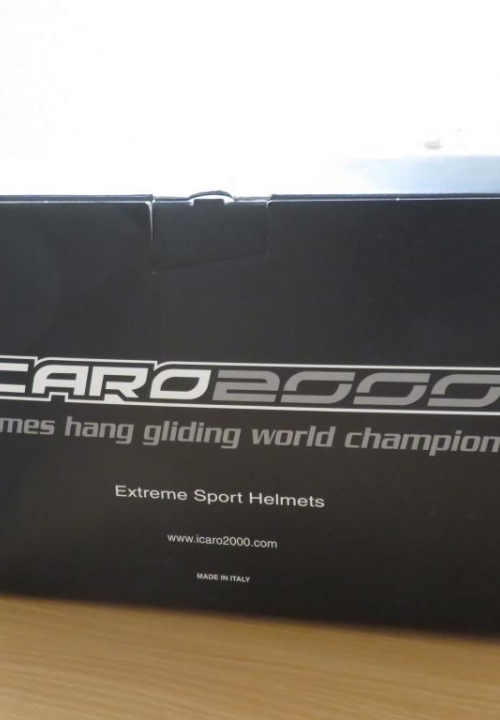 CARO2000
mes hang gliding world champion
Extreme Sport Helmets
www.icaro2000.com
MADE IN ITALY